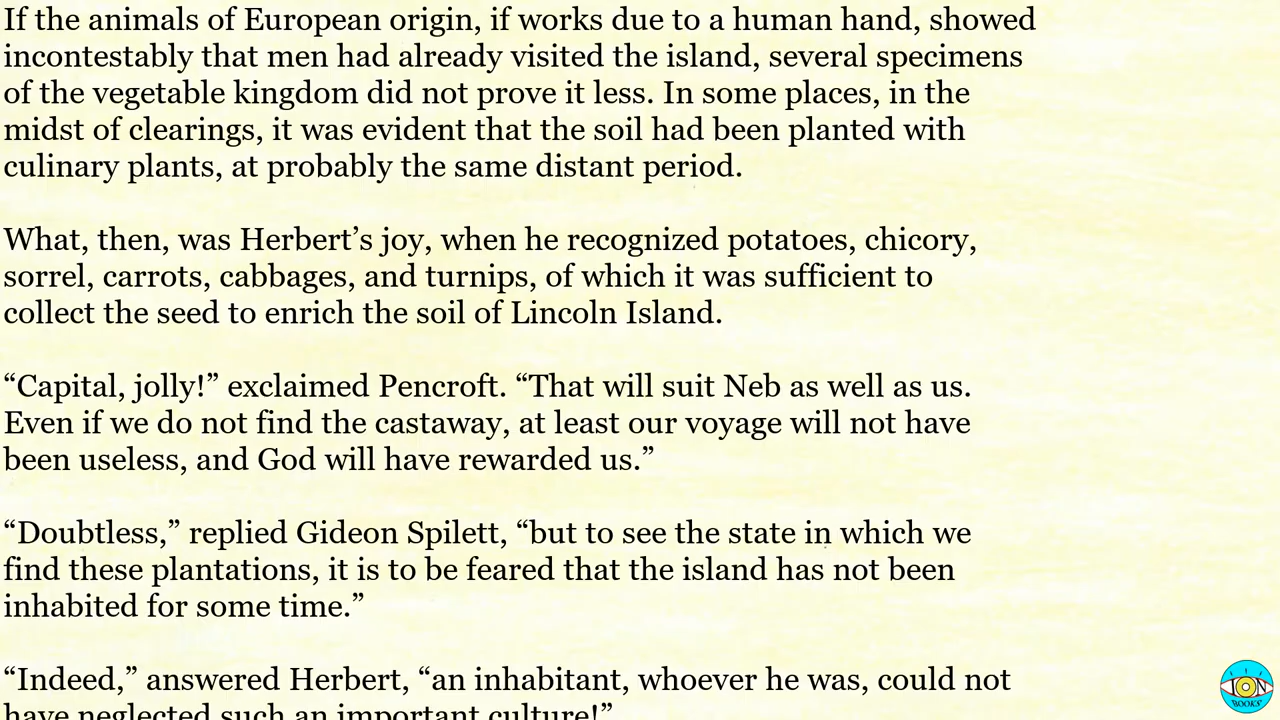 If the animals of European origin, if works due to a human hand, showed
incontestably that men had already visited the island, several specimens
of the vegetable kingdom did not prove it less. In some places, in the
midst of clearings, it was evident that the soil had been planted with
culinary plants, at probably the same distant period.
What, then, was Herbert’s joy, when he recognized potatoes, chicory,
sorrel, carrots, cabbages, and turnips, of which it was sufficient to
collect the seed to enrich the soil of Lincoln Island.
“Capital, jolly!” exclaimed Pencroft. “That will suit Neb as well as us.
Even if we do not find the castaway, at least our voyage will not have
been useless, and God will have rewarded us.”
“Doubtless,” replied Gideon Spilett, “but to see the state in which we
find these plantations, it is to be feared that the island has not been
inhabited for some time.”
“Indeed,” answered Herbert, “an inhabitant, whoever he was, could not
have neglected such an important culture!”
ION
BOOKS